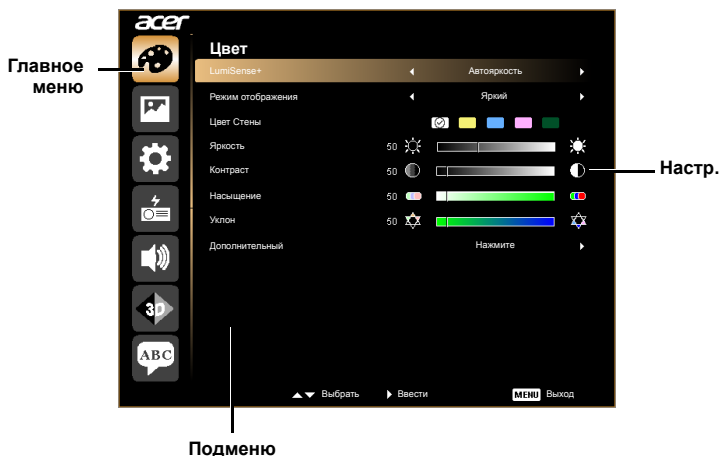 acer
Цвет
Главное
меню
LumiSense+ Автояркость
Режим отображения Яркий
Цвет Стены
Яркость 50
Контраст 50
Настр.
Насыщение 50
Уклон 50
Дополнительный Нажмите
3D
ABC
Выбрать Ввести MENU Выход
Подменю